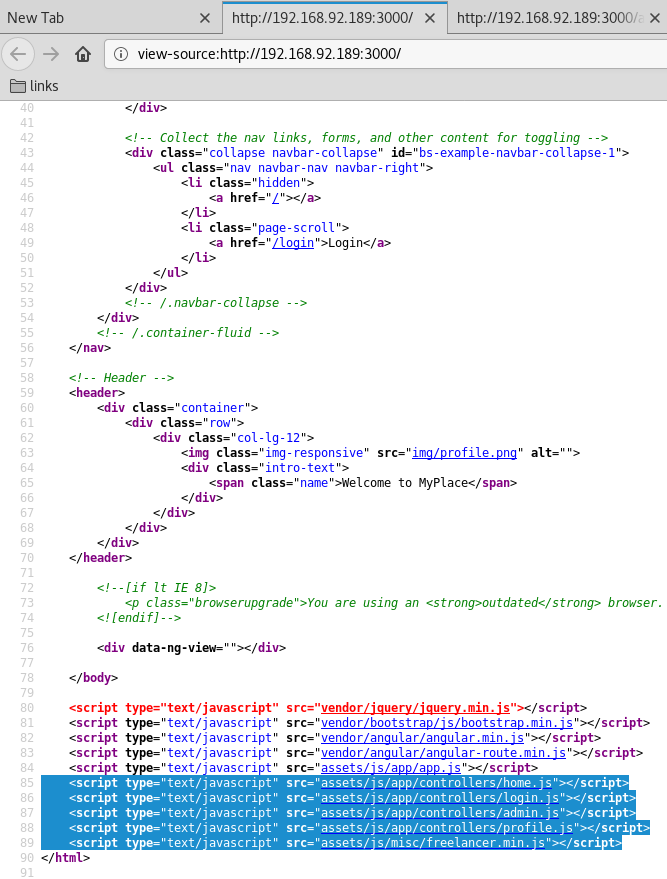 New Tab
http://192.168.92.189:3000/
http://192.168.92.189:3000/a
view-source:http://192.168.92.189:3000/
links
40 </div>
41
42 <!-- Collect the nav links, forms, and other content for toggling -->
43 <div class="collapse navbar-collapse" id="bs-example-navbar-collapse-1">
44 <ul class="nav navbar-nav navbar-right">
45 <li class="hidden">
46 <a href="/"></a>
47 </li>
48 <li class="page-scroll">
49 <a href="/login">Login</a>
50 </li>
51 </ul>
52 </div>
53 <!-- /.navbar-collapse -->
54 </div>
55 <!-- /.container-fluid -->
56 </nav>
57
58 <!-- Header -->
59 <header>
60 <div class="container">
61 <div class="row">
62 <div class="col-lg-12">
63 <img class="img-responsive" src="img/profile.png" alt="">
64 <div class="intro-text">
65 <span class="name">Welcome to MyPlace</span>
66 </div>
67 </div>
68 </div>
69 </div>
70 </header>
71
72 <!--[if lt IE 8]>
73 <p class="browserupgrade">You are using an <strong>outdated</strong> browser.
74 <![endif]-->
75
76 <div data-ng-view=""></div>
77
78 </body>
79
80 <script type="text/javascript" src="vendor/jquery/jquery.min.js"></script>
81 <script type="text/javascript" src="vendor/bootstrap/js/bootstrap.min.js"></script>
82 <script type="text/javascript" src="vendor/angular/angular.min.js"></script>
83 <script type="text/javascript" src="vendor/angular/angular-route.min.js"></script>
84 <script type="text/javascript" src="assets/js/app/app.js"></script>
85 <script type="text/javascript" src="assets/js/app/controllers/home.js"></script>
86 <script type="text/javascript" src="assets/js/app/controllers/login.js"></script>
87 <script type="text/javascript" src="assets/js/app/controllers/admin.js"></script>
88 <script type="text/javascript" src="assets/js/app/controllers/profile.js"></script>
89 <script type="text/javascript" src="assets/js/misc/freelancer.min.js"></script>
90 </html>
91